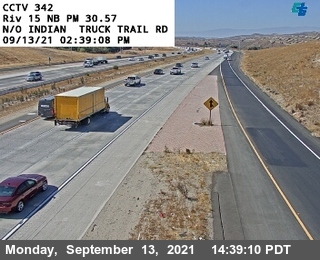 CCTV 342
Riv 15 NB PM 30.57
N/O INDIAN TRUCK TRAIL RD
09/13/21 02:39:08 PM
Monday, September 13, 2021 14:39:10 PDT